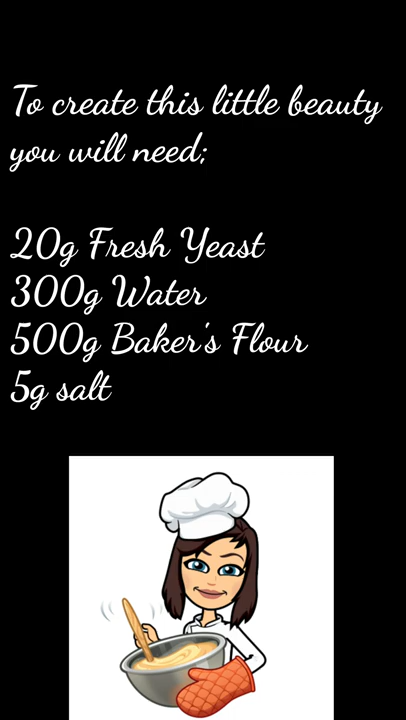 To create this little beauty
you will need;
20g Fresh Yeast
300g Water
500g Baker's Flour
5g salt